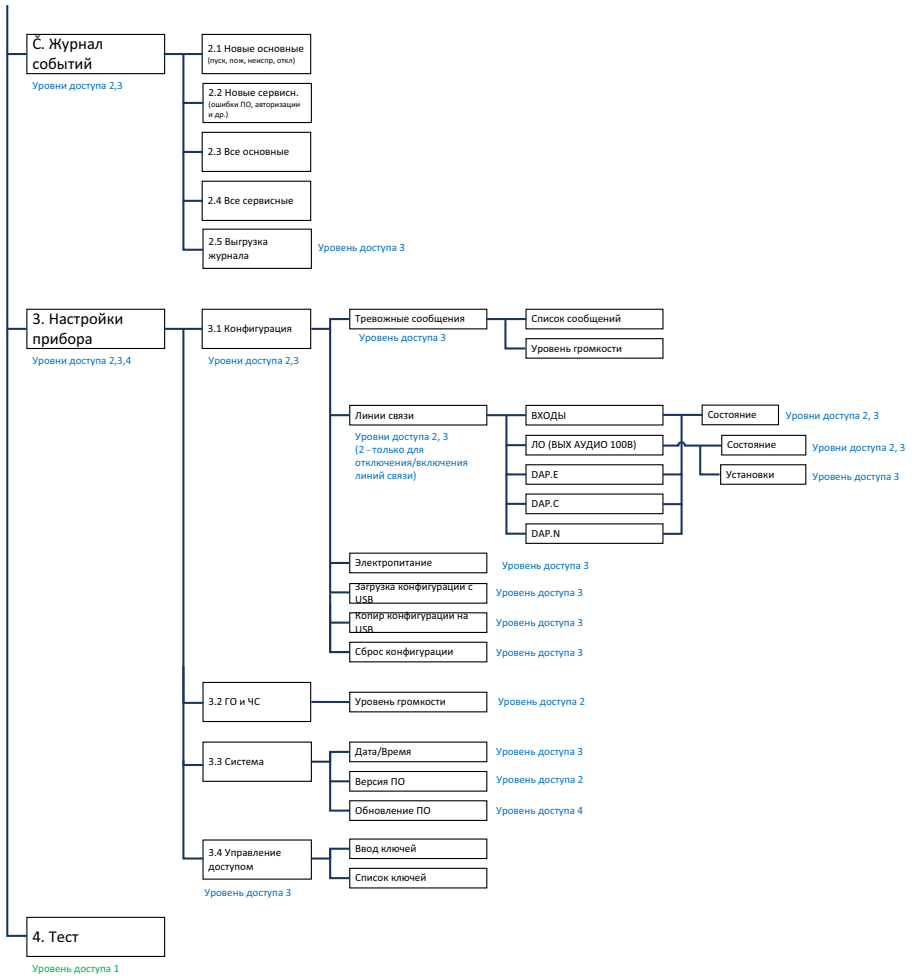 Č. Журнал
событий
Уровни доступа 2,3
2.1 Новые основные
(пуск, пож, неиспр, откл)
2.2 Новые сервисн.
(ошибки ПО, авторизации
и др.)
2.3 Все основные
2.4 Все сервисные
2.5 Выгрузка
журнала
Уровень доступа 3
3. Настройки
прибора
Уровни доступа 2,3,4
3.1 Конфигурация
Уровни доступа 2,3
Тревожные сообщения
Уровень доступа 3
Список сообщений
Уровень громкости
Линии связи
Уровни доступа 2, 3
(2 - только для
отключения/включения
линий связи)
ВХОДЫ
Состояние
Уровни доступа 2, 3
ЛО (ВЫХ АУДИО 100В)
Состояние
Уровни доступа 2, 3
DAP.E
Установки
Уровень доступа 3
DAP.C
DAP.N
Электропитание
Уровень доступа 3
Загрузка конфигурации с
USB
Уровень доступа 3
Копир конфигурации на
USB
Уровень доступа 3
Сброс конфигурации
Уровень доступа 3
3.2 ГО и ЧС
Уровень громкости
Уровень доступа 2
3.3 Система
Дата/Время
Уровень доступа 3
Версия ПО
Уровень доступа 2
Обновление ПО
Уровень доступа 4
3.4 Управление
доступом
Уровень доступа 3
Ввод ключей
Список ключей
4. Тест
Уровень доступа 1